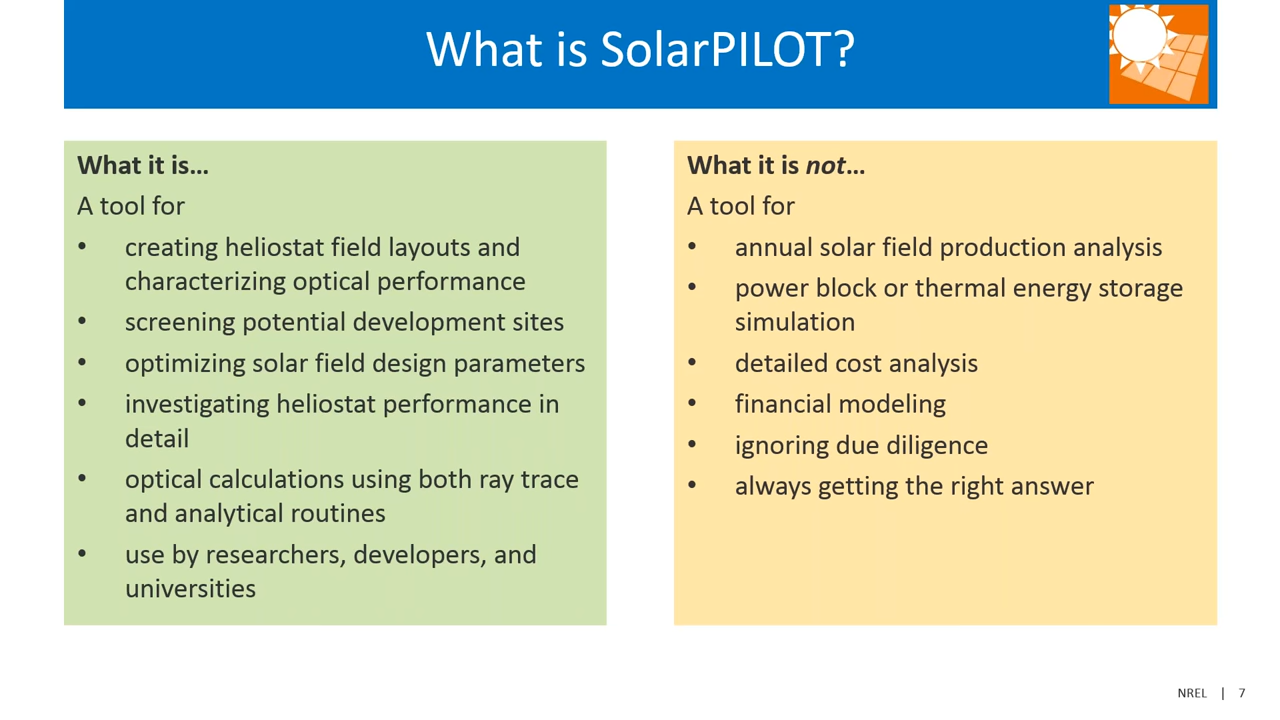 What is SolarPILOT?
What it is…
A tool for
• creating heliostat field layouts and
characterizing optical performance
• screening potential development sites
• optimizing solar field design parameters
• investigating heliostat performance in
detail
• optical calculations using both ray trace
and analytical routines
• use by researchers, developers, and
universities
What it is not…
A tool for
• annual solar field production analysis
• power block or thermal energy storage
simulation
• detailed cost analysis
• financial modeling
• ignoring due diligence
• always getting the right answer
NREL | 7